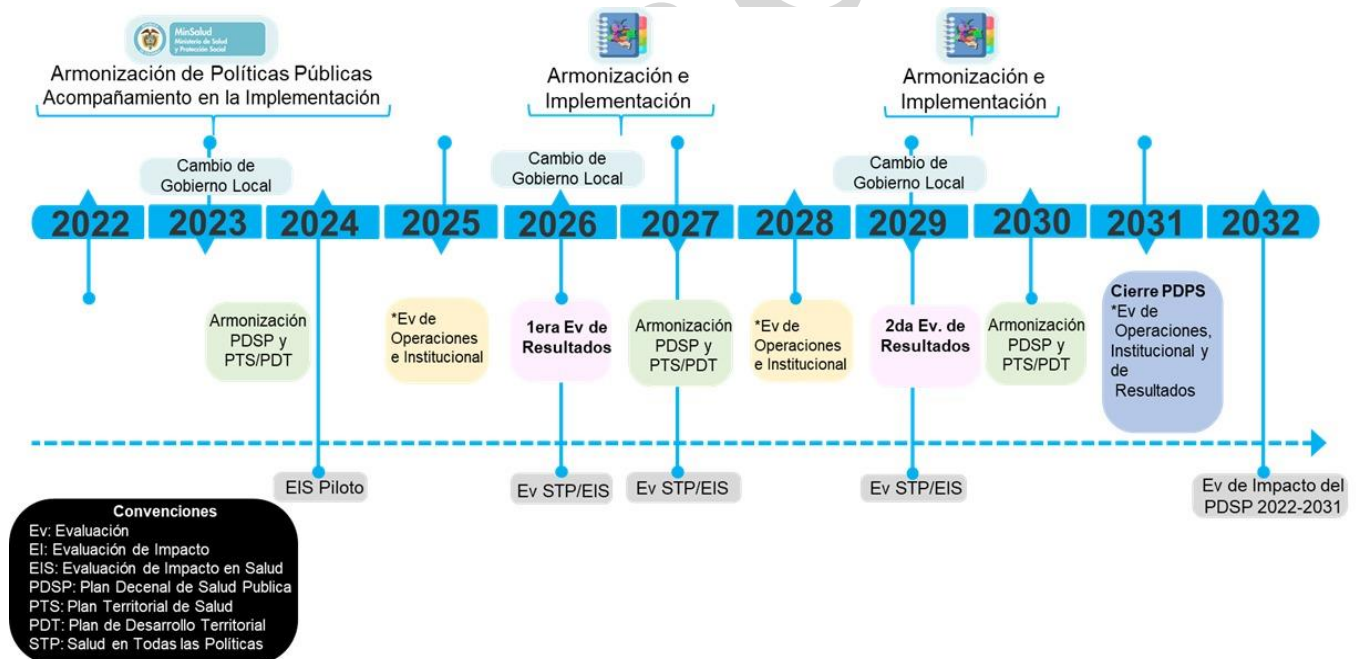 MinSalud
Ministerio de Salud
y Protección Social
Armonización de Políticas Públicas
Acompañamiento en la Implementación
Armonización e
Implementación
Armonización e
Implementación
Cambio de
Gobierno Local
Cambio de
Gobierno Local
Cambio de
Gobierno Local
2022
2023
2024
2025
2026
2027
2028
2029
2030
2031
2032
Armonización
PDSP y
PTS/PDT
*Ev de
Operaciones
e Institucional
1era Ev de
Resultados
Armonización
PDSP y
PTS/PDT
*Ev de
Operaciones
e Institucional
2da Ev. de
Resultados
Armonización
PDSP y
PTS/PDT
Cierre PDPS
*Ev de
Operaciones,
Institucional y
de
Resultados
EIS Piloto
Ev STP/EIS
Ev STP/EIS
Ev STP/EIS
Ev de Impacto del
PDSP 2022-2031
Convenciones
Ev: Evaluación
EI: Evaluación de Impacto
EIS: Evaluación de Impacto en Salud
PDSP: Plan Decenal de Salud Publica
PTS: Plan Territorial de Salud
PDT: Plan de Desarrollo Territorial
STP: Salud en Todas las Políticas